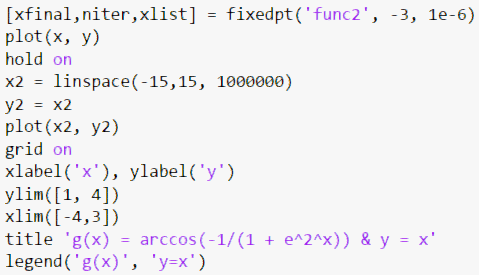 [xfinal,niter,xlist] = fixedpt('func2', -3, 1e-6)
plot(x, y)
hold on
x2 = linspace(-15,15, 1000000)
y2 = x2
plot(x2, y2)
grid on
xlabel('x'), ylabel('y')
ylim([1, 4])
xlim([-4,3])
title 'g(x) = arccos(-1/(1 + e^2^x)) & y = x'
legend('g(x)', 'y=x')